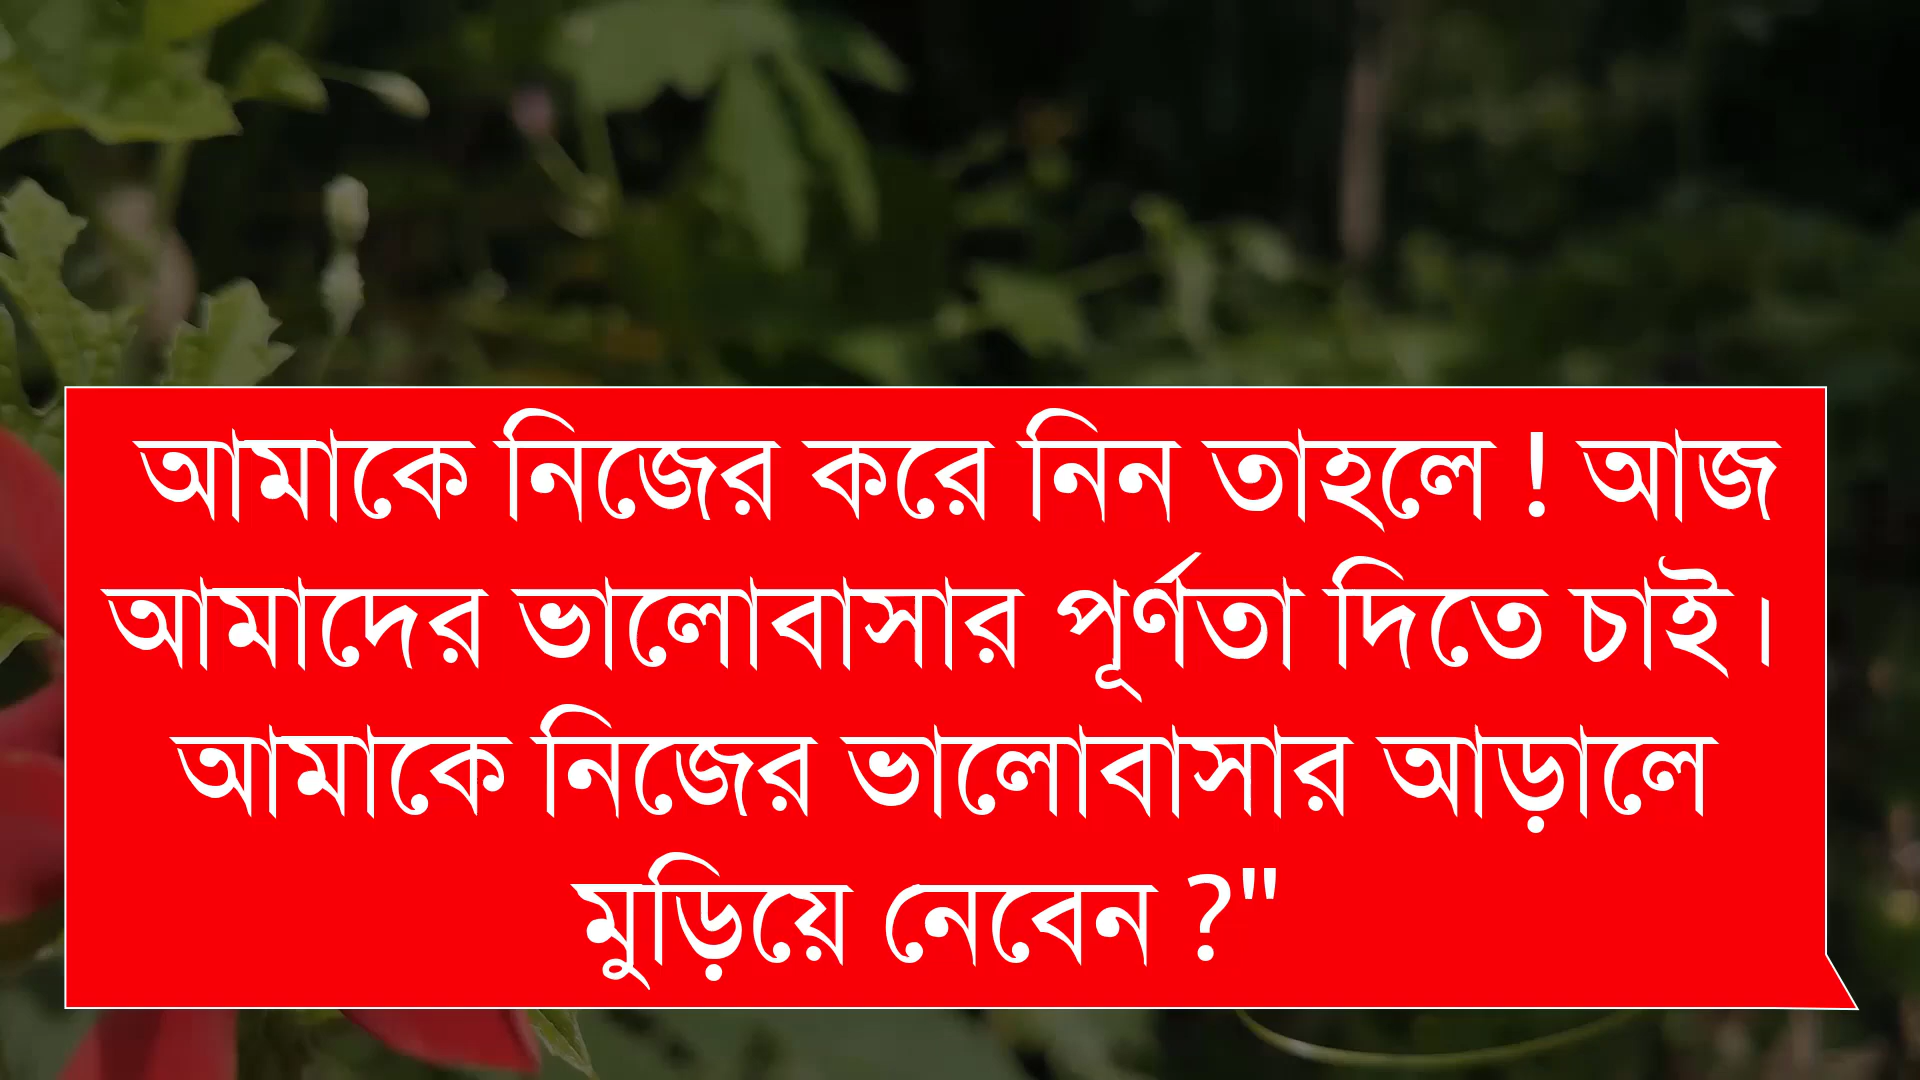 আমাকে নিজের করে নিন তাহলে ! আজ
আমাদের ভালোবাসার পূর্ণতা দিতে চাই।
আমাকে নিজের ভালোবাসার আড়ালে
মুড়িয়ে নেবেন ?"